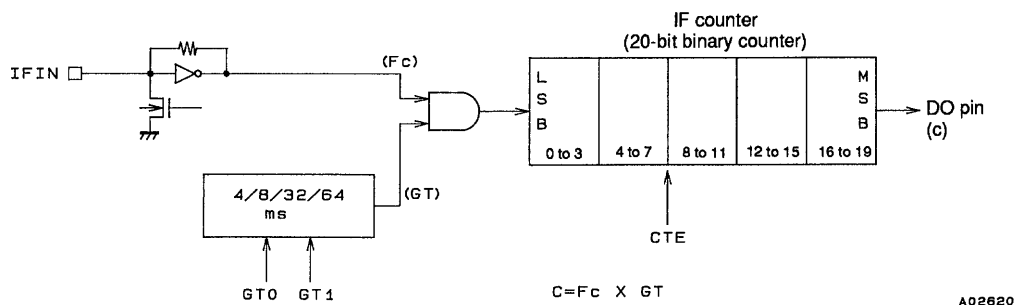 IF counter
(20-bit binary counter)
IFIN
(Fc)
L
S
B
M
S
B
DO pin
(c)
0 to 3
4 to 7
8 to 11
12 to 15
16 to 19
4/8/32/64
ms
(GT)
CTE
GT0
GT1
C=Fc X GT
A02620